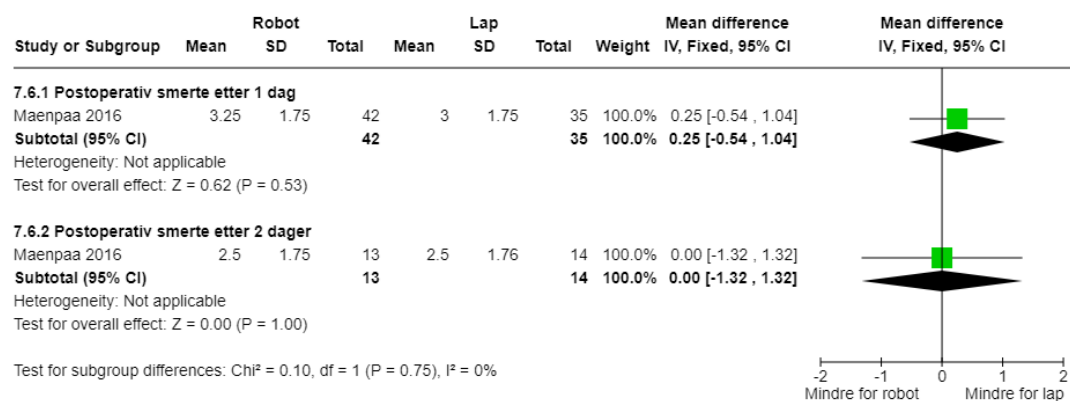 Robot Lap Mean difference Mean difference
Study or Subgroup Mean SD Total Mean SD Total Weight IV, Fixed, 95% CI IV, Fixed, 95% CI
7.6.1 Postoperativ smerte etter 1 dag
Maenpaa 2016 3.25 1.75 42 3 1.75 35 100.0% 0.25 [-0.54 , 1.04]
Subtotal (95% CI) 42 35 100.0% 0.25 [-0.54 , 1.04]
Heterogeneity: Not applicable
Test for overall effect: Z = 0.62 (P = 0.53)
7.6.2 Postoperativ smerte etter 2 dager
Maenpaa 2016 2.5 1.75 13 2.5 1.76 14 100.0% 0.00 [-1.32 , 1.32]
Subtotal (95% CI) 13 14 100.0% 0.00 [-1.32 , 1.32]
Heterogeneity: Not applicable
Test for overall effect: Z = 0.00 (P = 1.00)
Test for subgroup differences: Chi² = 0.10, df = 1 (P = 0.75), I² = 0%
-2 -1 0 1 2
Mindre for robot Mindre for lap